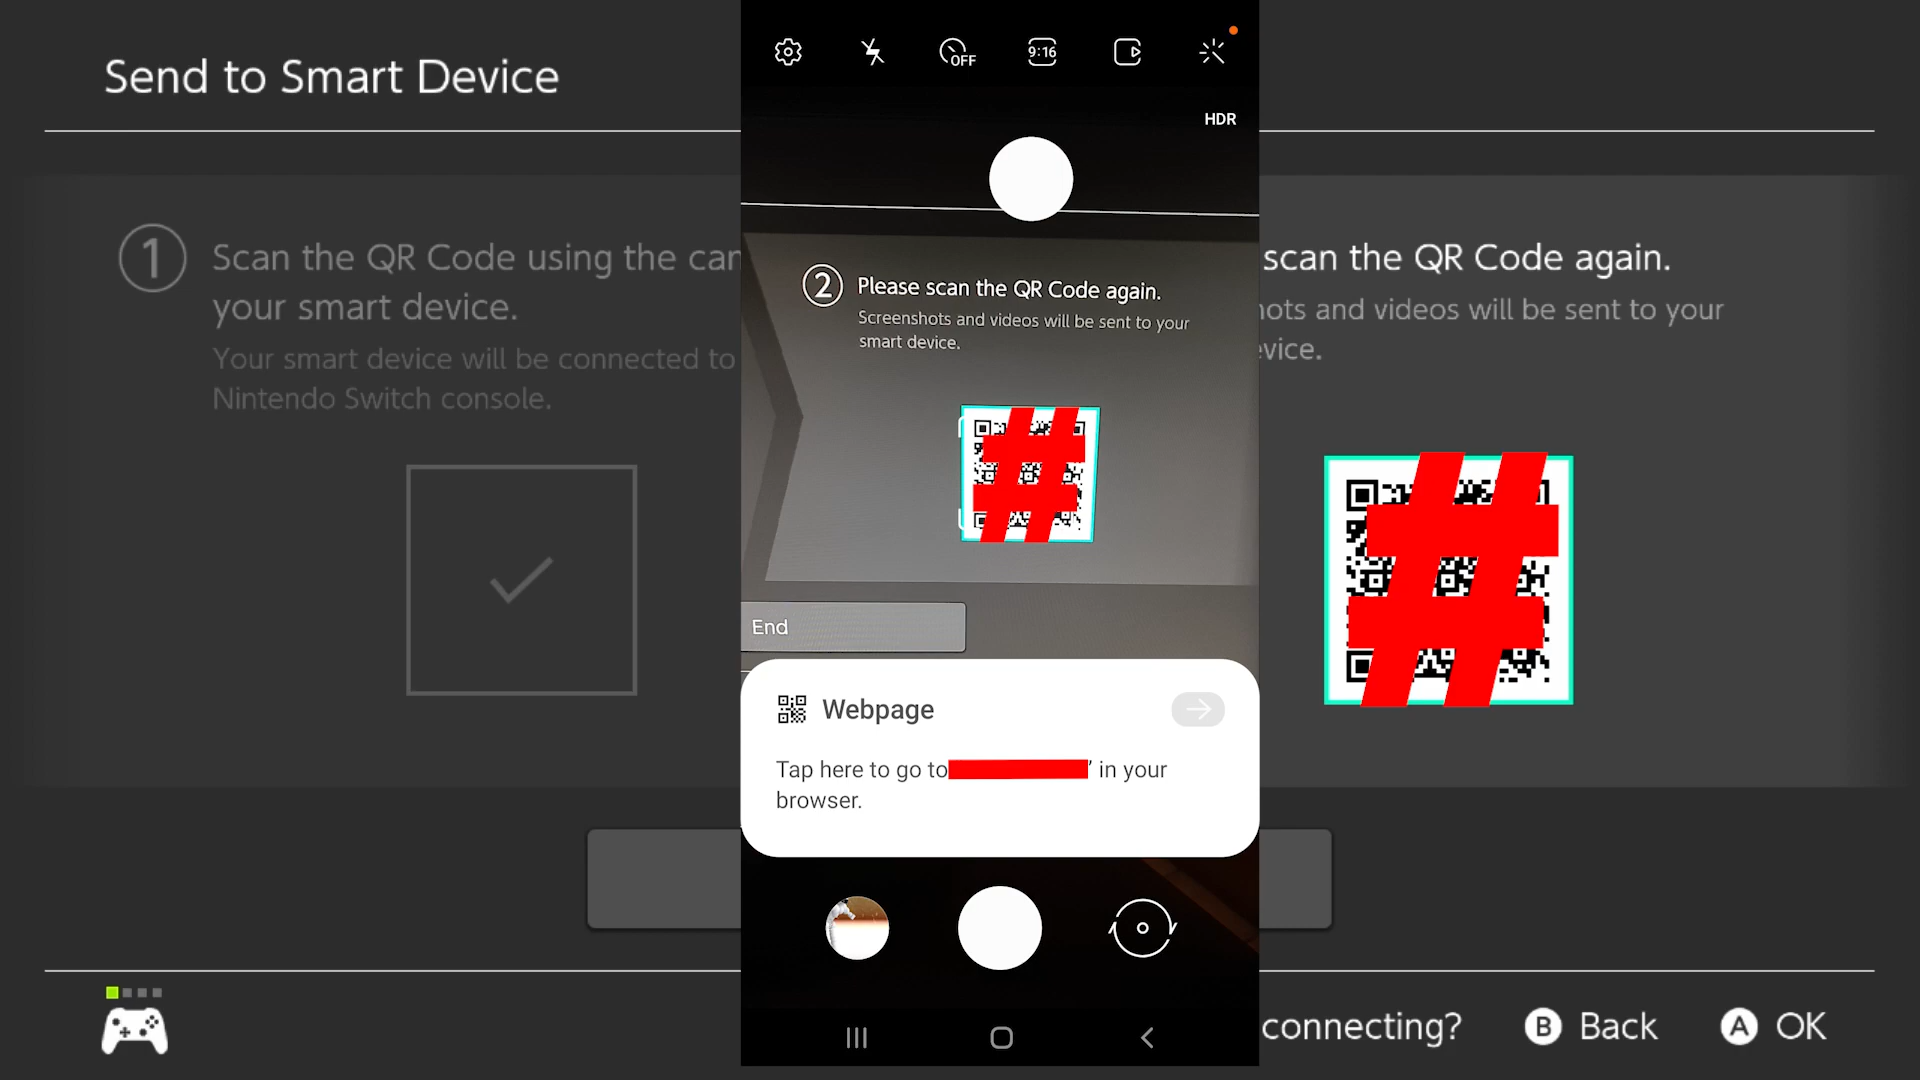 Send to Smart Device
1 Scan the QR Code using the
your smart device.
Your smart device will be connected to
Nintendo Switch console.
OFF
9:16
HDR
2 Please scan the QR Code again.
Screenshots and videos will be sent to your
smart device.
End
Webpage
Tap here to go to ' in your
browser.
scan the QR Code again.
and videos will be sent to your
connecting?
B Back
A OK